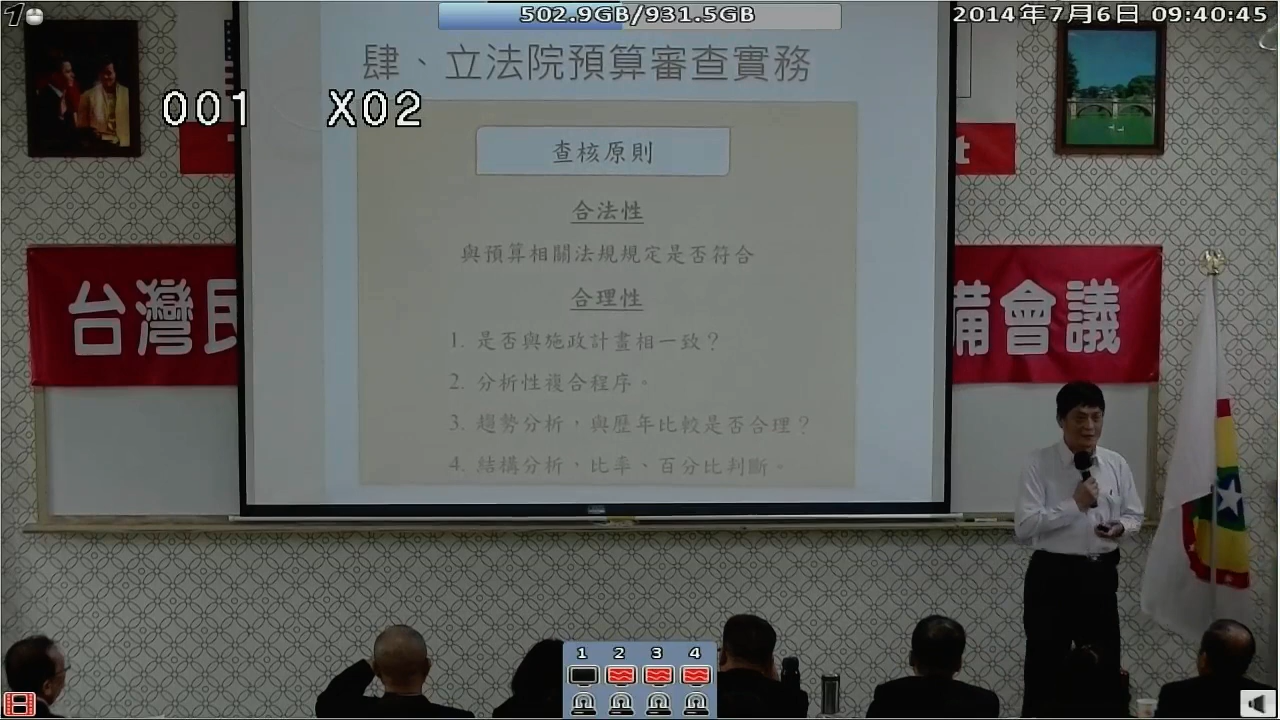 1
502.9GB/931.5GB
2014年7月6日 09:40:45
001 X02
肆、立法院預算審查實務
查核原則
合法性
與預算相關法規規定是否符合
合理性
1. 是否與施政計畫相一致？
2. 分析性複合程序。
3. 趨勢分析，與歷年比較是否合理？
4. 結構分析、比率、百分比判斷。
t
台灣民
備會議
1 2 3 4